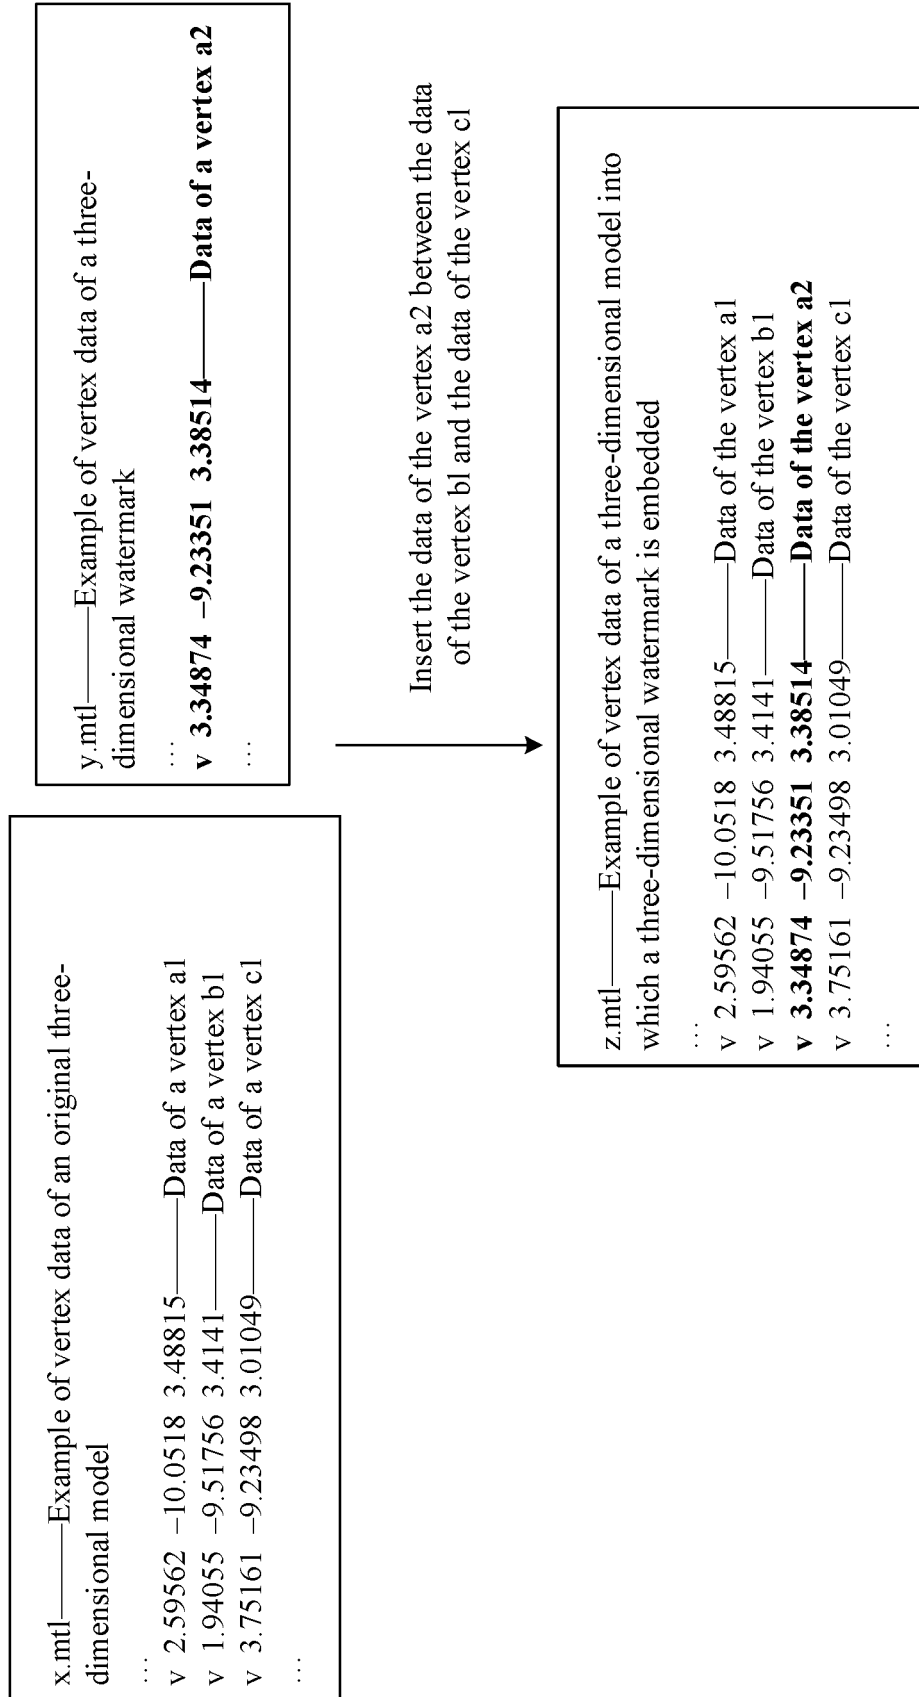 x.mtl——Example of vertex data of an original three-
dimensional model
…
v 2.59562 –10.0518 3.48815——Data of a vertex a1
v 1.94055 –9.51756 3.4141——Data of a vertex b1
v 3.75161 –9.23498 3.01049——Data of a vertex c1
…
y.mtl——Example of vertex data of a three-
dimensional watermark
…
v 3.34874 –9.23351 3.38514——Data of a vertex a2
…
Insert the data of the vertex a2 between the data
of the vertex bl and the data of the vertex cl
z.mtl——Example of vertex data of a three-dimensional model into
which a three-dimensional watermark is embedded
…
v 2.59562 –10.0518 3.48815——Data of the vertex a1
v 1.94055 –9.51756 3.4141——Data of the vertex b1
v 3.34874 –9.23351 3.38514——Data of the vertex a2
v 3.75161 –9.23498 3.01049——Data of the vertex c1
…